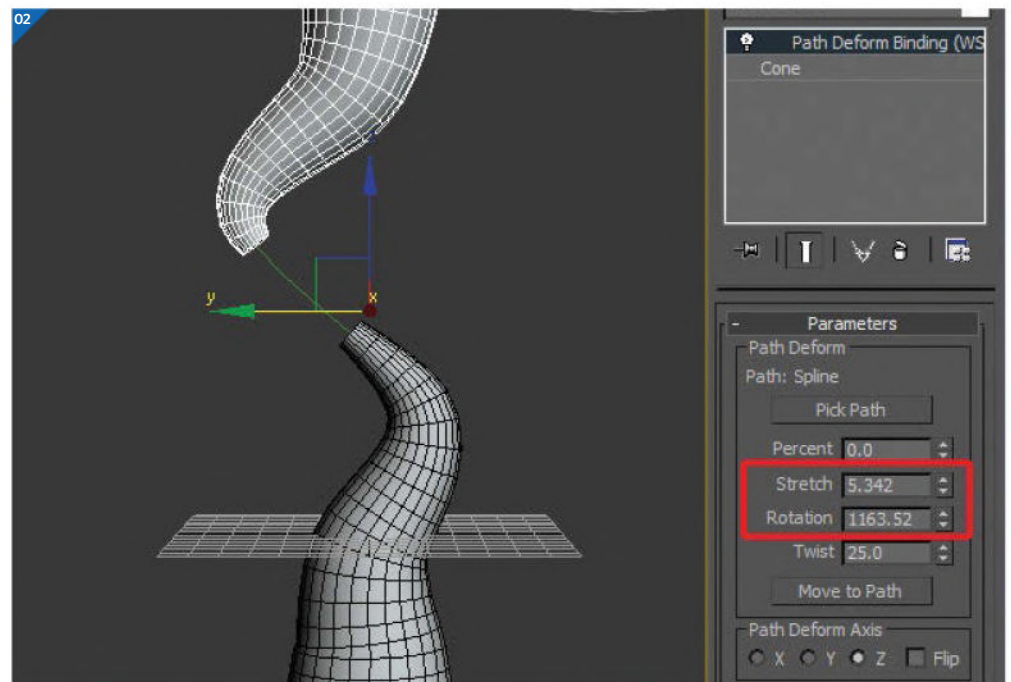 02
Path Deform Binding (WS
Cone
y
x
z
- Parameters
Path Deform
Path: Spline
Pick Path
Percent 0.0
Stretch 5.342
Rotation 1163.52
Twist 25.0
Move to Path
Path Deform Axis
X Y Z Flip